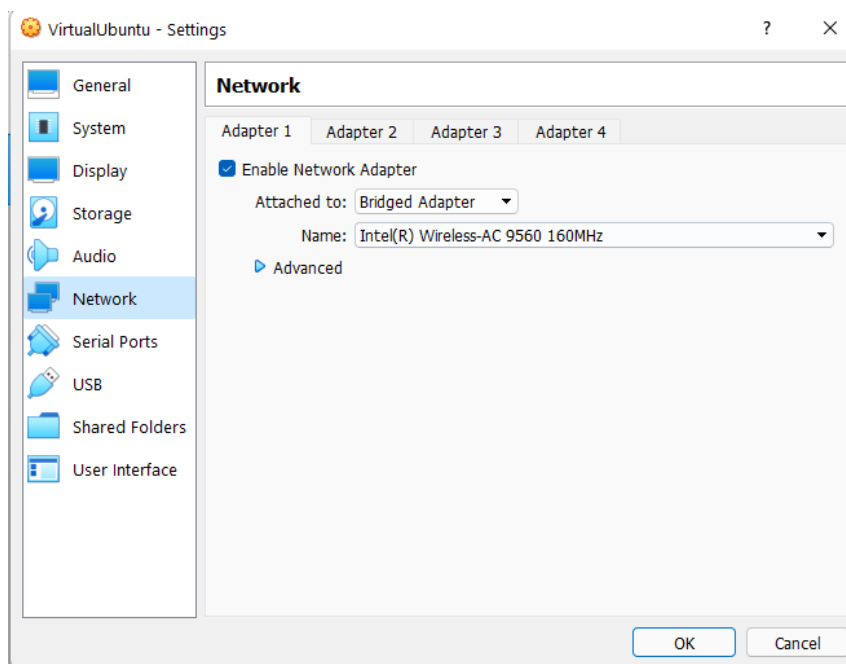 VirtualUbuntu - Settings
?
General
System
Display
Storage
Audio
Network
Serial Ports
USB
Shared Folders
User Interface
Network
Adapter 1 Adapter 2 Adapter 3 Adapter 4
Enable Network Adapter
Attached to: Bridged Adapter
Name: Intel(R) Wireless-AC 9560 160MHz
Advanced
OK Cancel